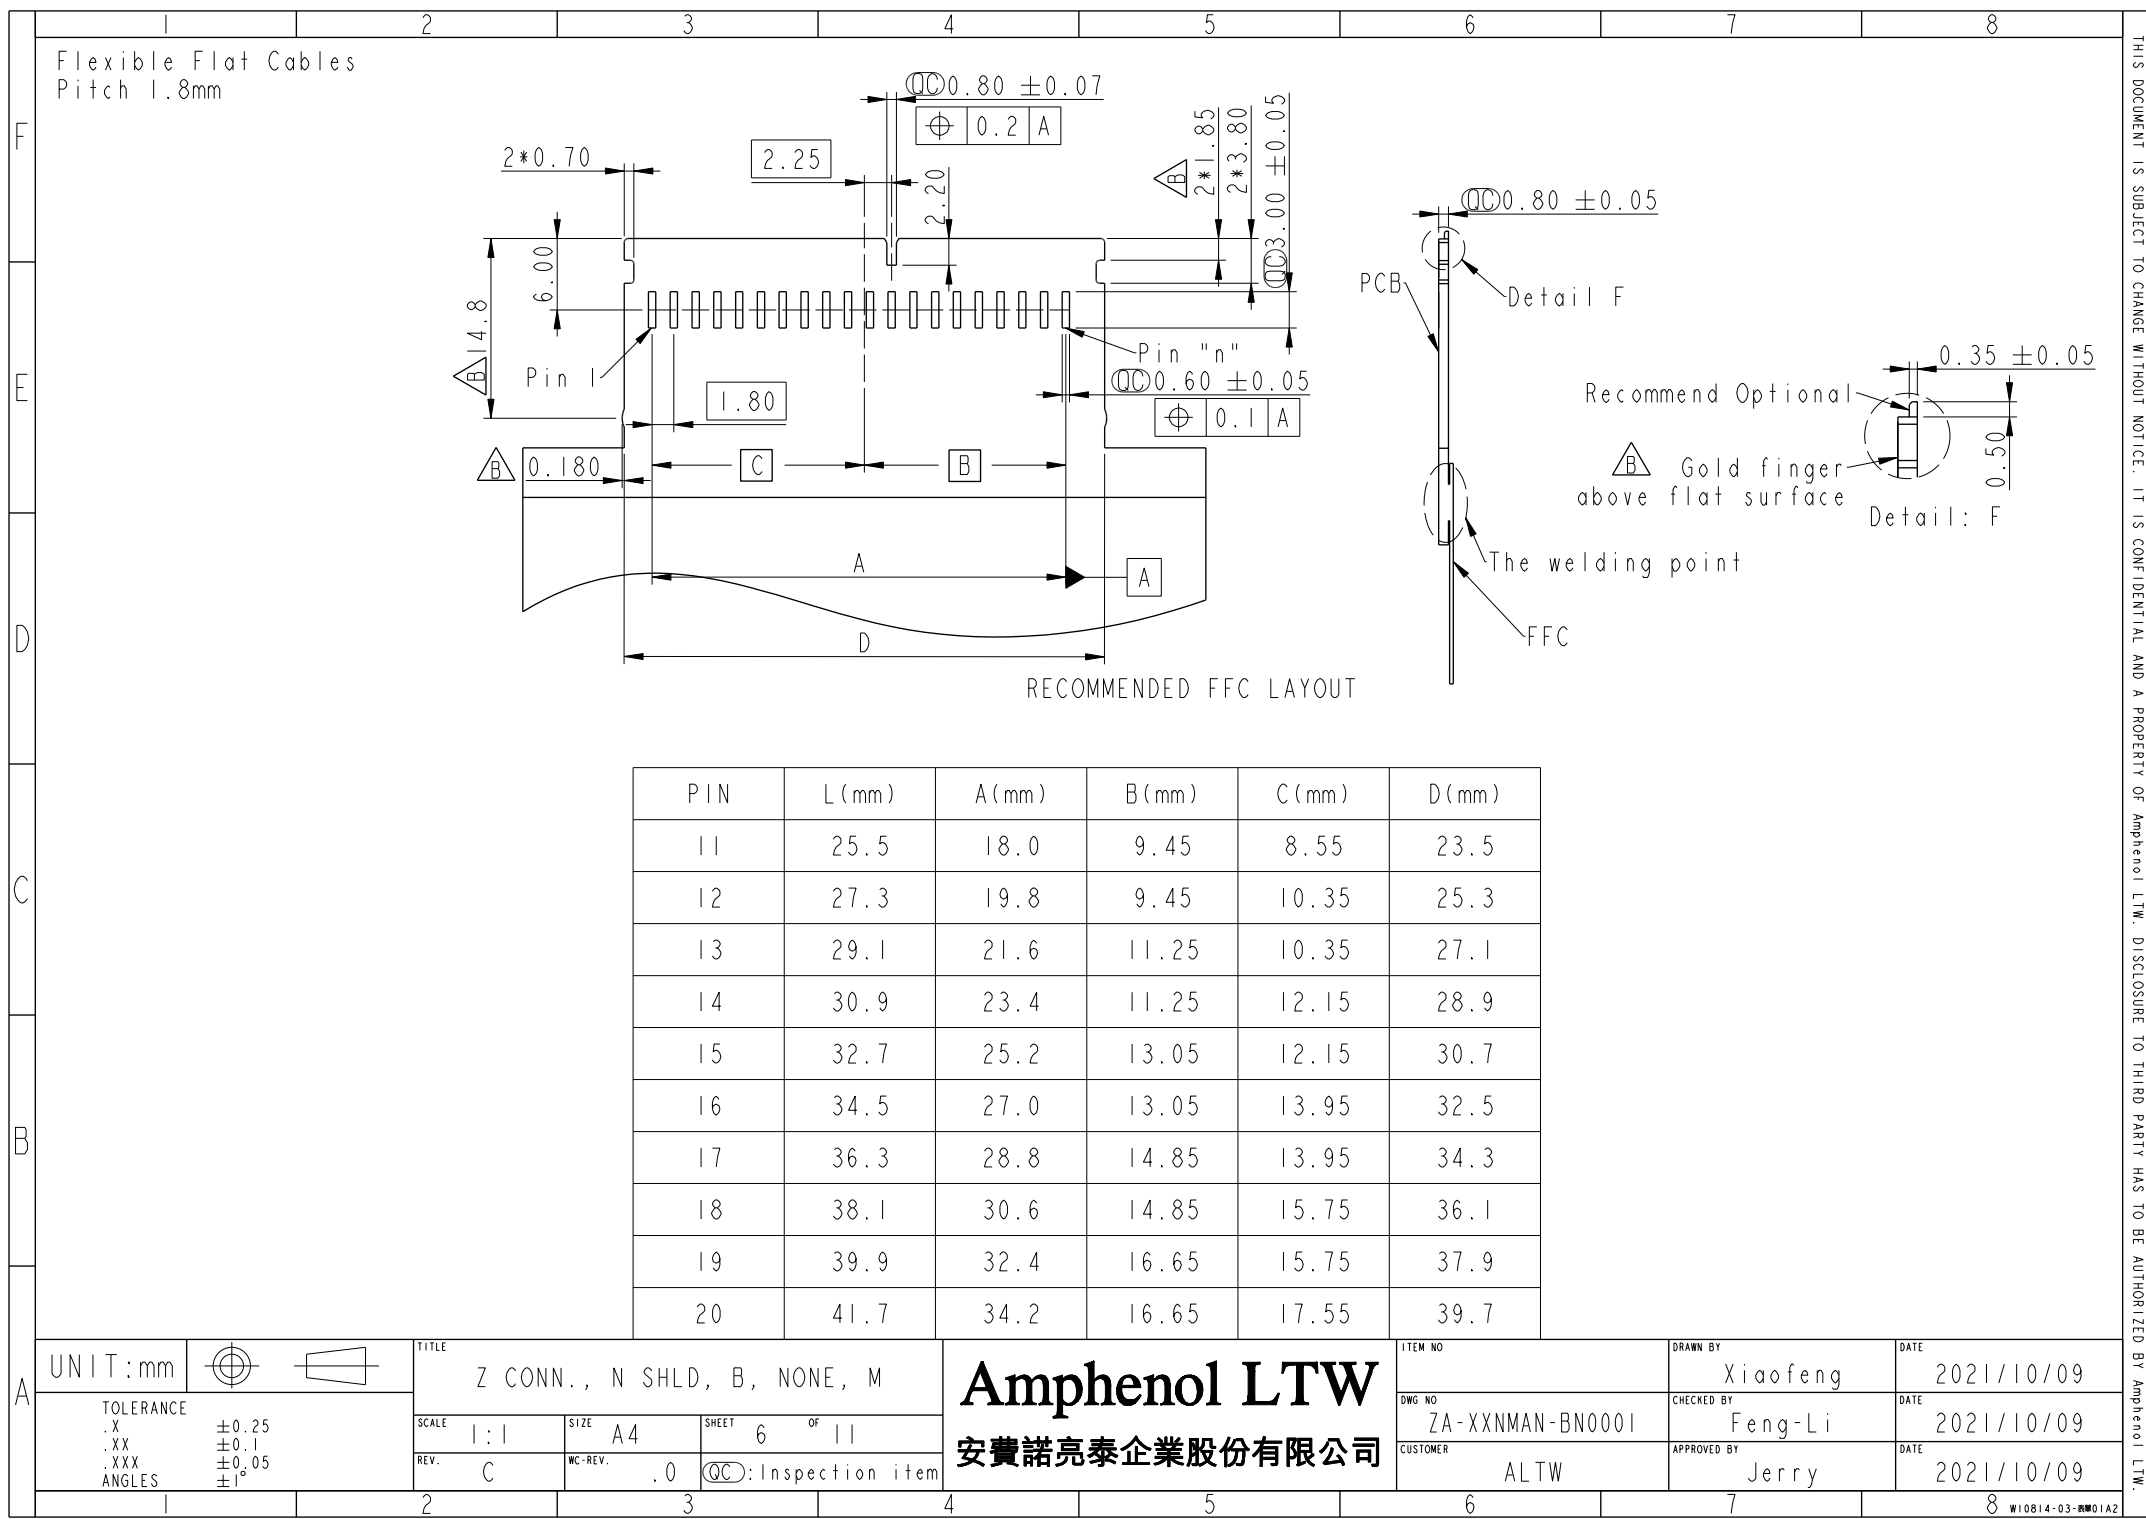 1 2 3 4 5 6 7 8
Flexible Flat Cables
Pitch 1.8mm
QC 0.80 ±0.07
⌖ 0.2 A
2*0.70
2.25
2.20
B
2*1.85
2*3.80
QC 3.00 ±0.05
6.00
B 14.8
Pin 1
1.80
Pin "n"
QC 0.60 ±0.05
⌖ 0.1 A
B 0.180
C
B
A
A
D
RECOMMENDED FFC LAYOUT
QC 0.80 ±0.05
PCB
Detail F
The welding point
FFC
0.35 ±0.05
Recommend Optional
0.50
B Gold finger
above flat surface
Detail: F
F
E
D
C
B
A
PIN L(mm) A(mm) B(mm) C(mm) D(mm)
11 25.5 18.0 9.45 8.55 23.5
12 27.3 19.8 9.45 10.35 25.3
13 29.1 21.6 11.25 10.35 27.1
14 30.9 23.4 11.25 12.15 28.9
15 32.7 25.2 13.05 12.15 30.7
16 34.5 27.0 13.05 13.95 32.5
17 36.3 28.8 14.85 13.95 34.3
18 38.1 30.6 14.85 15.75 36.1
19 39.9 32.4 16.65 15.75 37.9
20 41.7 34.2 16.65 17.55 39.7
UNIT:mm
TOLERANCE
.X ±0.25
.XX ±0.1
.XXX ±0.05
ANGLES ±1°
TITLE
Z CONN., N SHLD, B, NONE, M
SCALE 1:1
SIZE A4
SHEET 6 OF 11
REV. C
WC-REV. .0
QC :Inspection item
Amphenol LTW
安費諾亮泰企業股份有限公司
ITEM NO
DWG NO
ZA-XXNMAN-BN0001
CUSTOMER
ALTW
DRAWN BY
Xiaofeng
CHECKED BY
Feng-Li
APPROVED BY
Jerry
DATE
2021/10/09
DATE
2021/10/09
DATE
2021/10/09
1 2 3 4 5 6 7 8
W10814-03-表單01A2
THIS DOCUMENT IS SUBJECT TO CHANGE WITHOUT NOTICE. IT IS CONFIDENTIAL AND A PROPERTY OF Amphenol LTW. DISCLOSURE TO THIRD PARTY HAS TO BE AUTHORIZED BY Amphenol LTW.